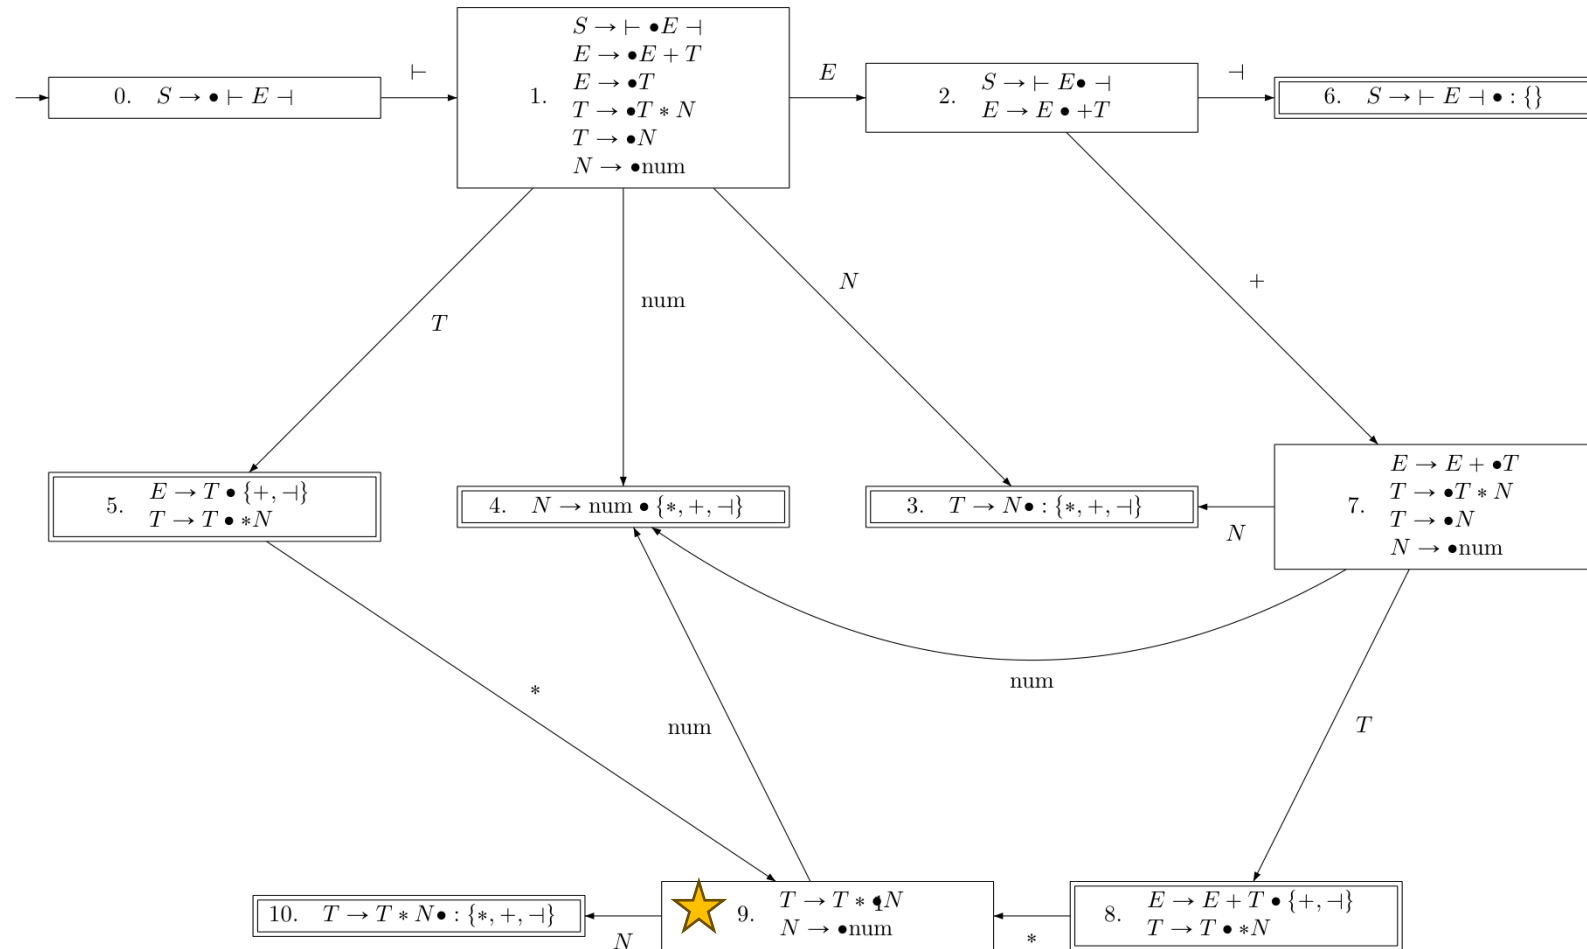 ⊢
S → ⊢ •E ⊣
E → •E + T
E → •T
1. T → •T * N
T → •N
N → •num
E
⊣
0. S → • ⊢ E ⊣
2. S → ⊢ E• ⊣
E → E • +T
6. S → ⊢ E ⊣ • : {}
T
num
N
+
5. E → T • {+, ⊣}
T → T • *N
4. N → num • {*, +, ⊣}
3. T → N• : {*, +, ⊣}
N
7. E → E + •T
T → •T * N
T → •N
N → •num
*
num
num
T
10. T → T * N• : {*, +, ⊣}
N
9. T → T * •N
N → •num
*
8. E → E + T • {+, ⊣}
T → T • *N